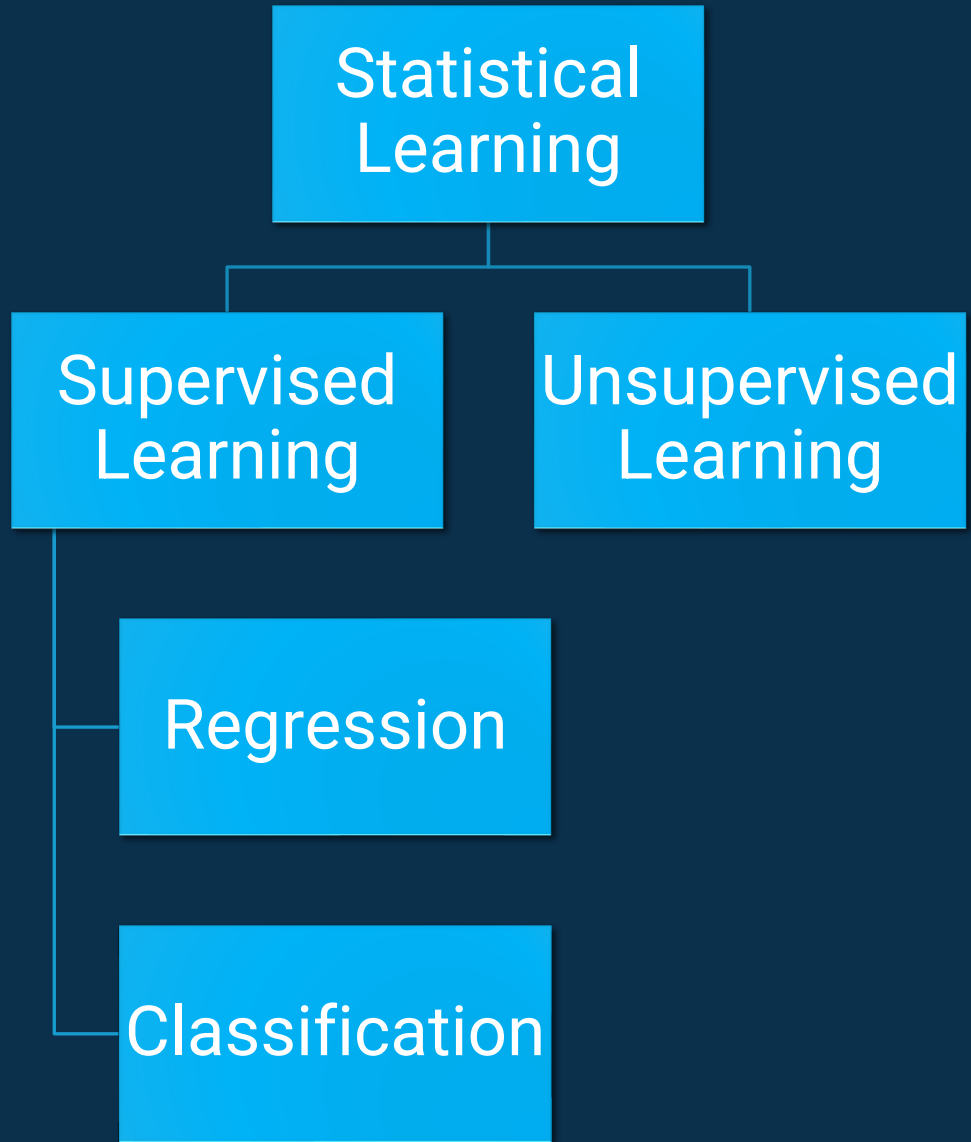 Statistical
Learning
Supervised
Learning
Unsupervised
Learning
Regression
Classification